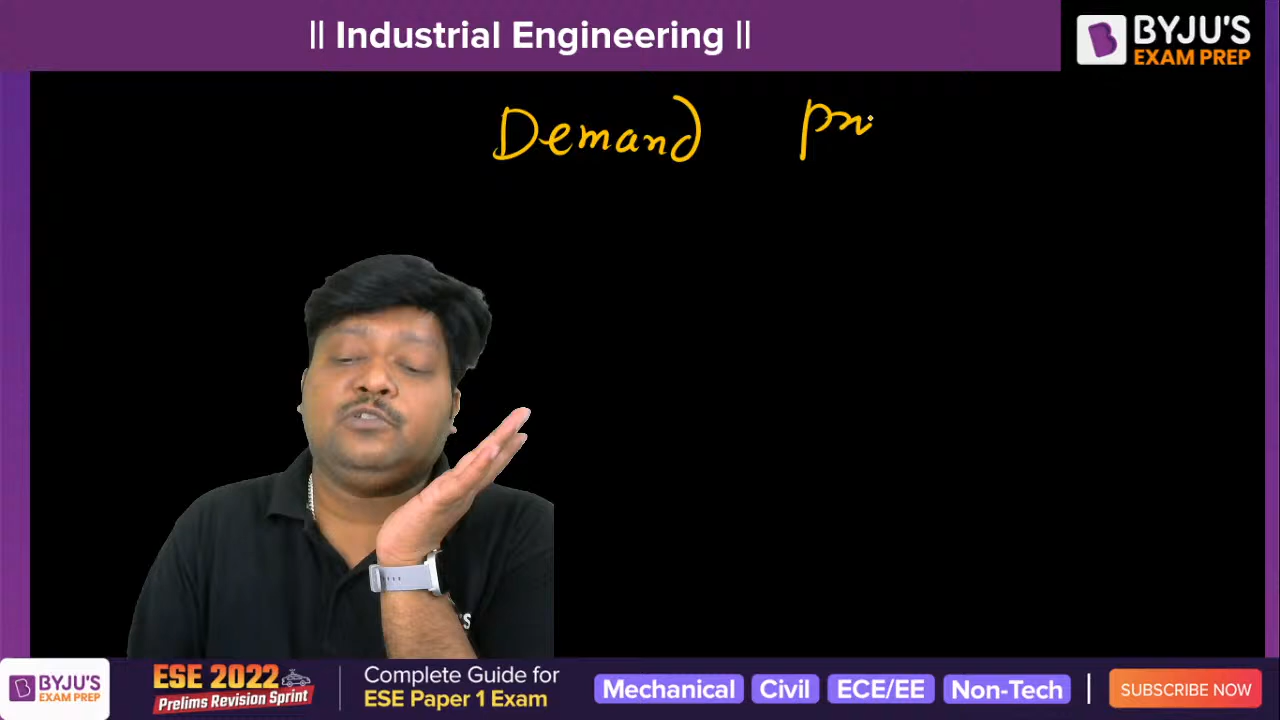 || Industrial Engineering ||
BYJU'S
EXAM PREP
Demand
BYJU'S
EXAM PREP
ESE 2022
Prelims Revision Sprint
Complete Guide for
ESE Paper 1 Exam
Mechanical Civil ECE/EE Non-Tech
SUBSCRIBE NOW